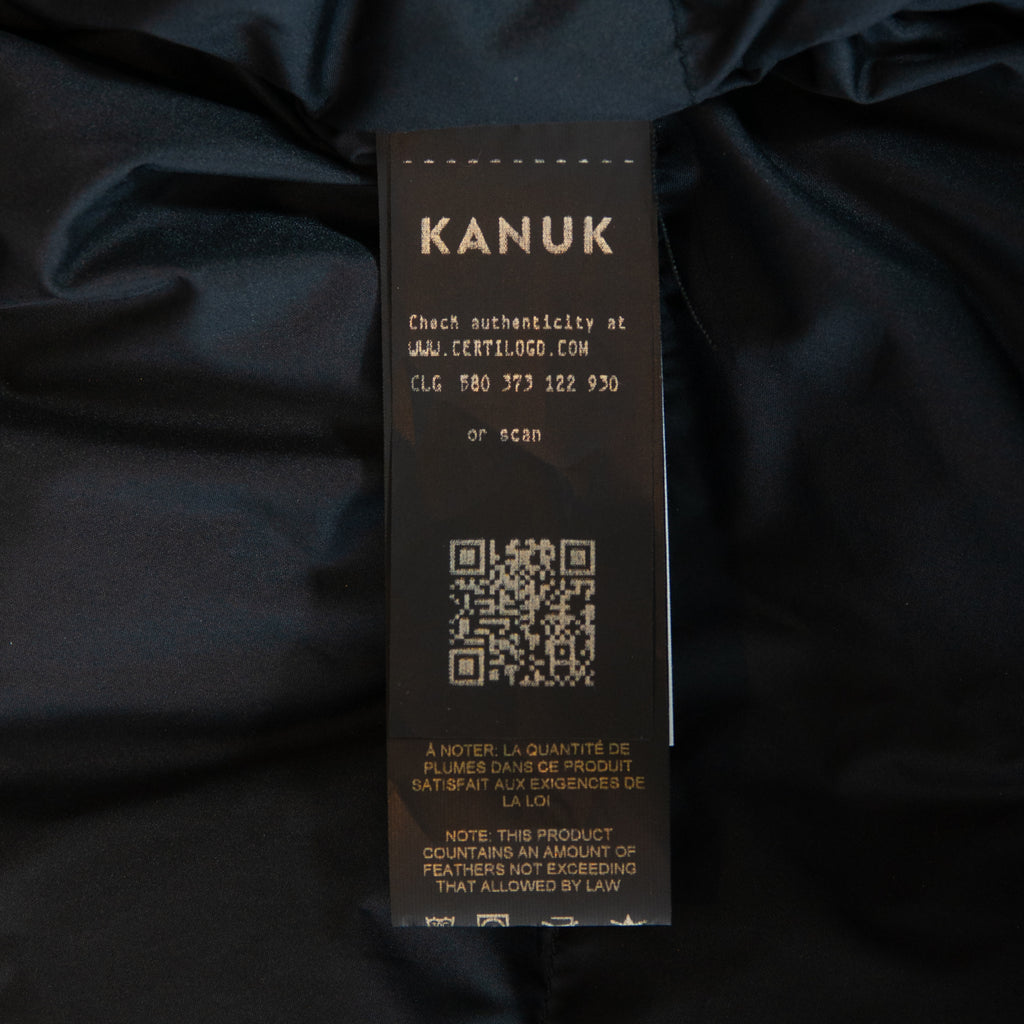 KANUK
Check authenticity at
WWW.CERTILOGO.COM
CLG 580 373 122 930
or scan
À NOTER: LA QUANTITÉ DE
PLUMES DANS CE PRODUIT
SATISFAIT AUX EXIGENCES DE
LA LOI
NOTE: THIS PRODUCT
COUNTAINS AN AMOUNT OF
FEATHERS NOT EXCEEDING
THAT ALLOWED BY LAW